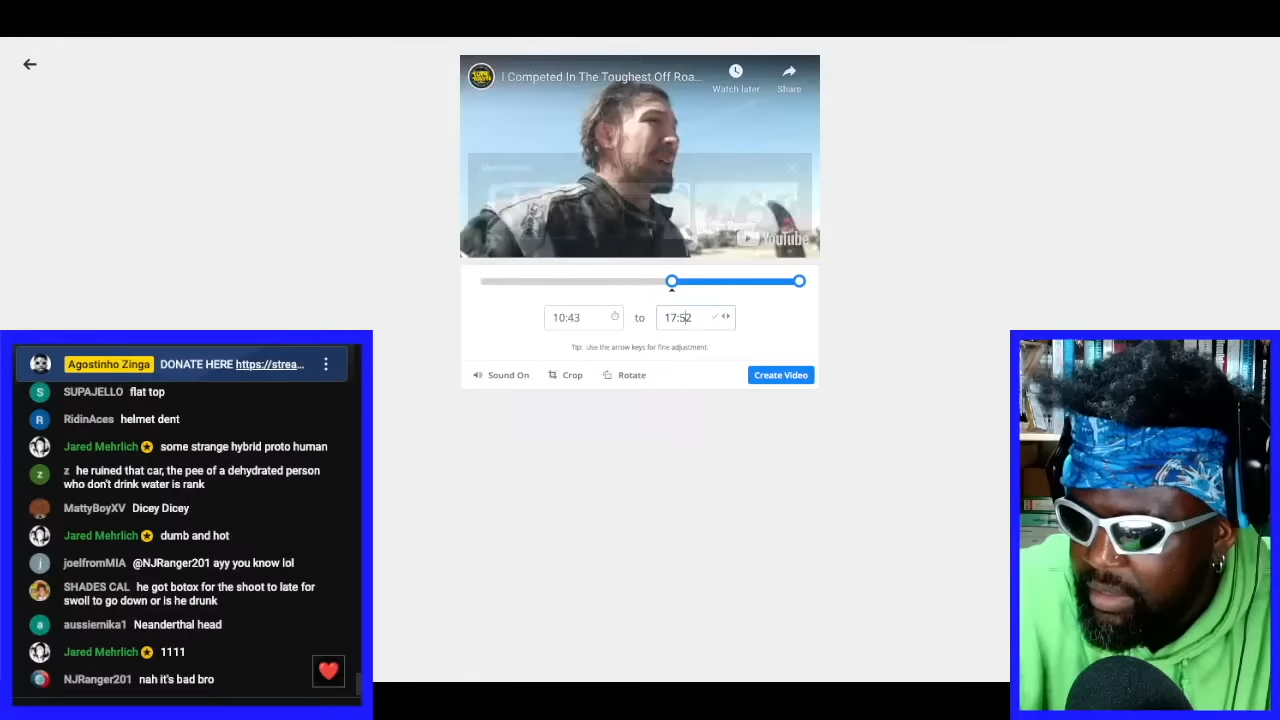 I Competed In The Toughest Off Roa...
Watch later
Share
YouTube
10:43
to
17:52
Tip: Use the arrow keys for fine adjustment.
Sound On
Crop
Rotate
Create Video
Agostinho Zinga DONATE HERE https://strea...
S SUPAJELLO flat top
R RidinAces helmet dent
Jared Mehrlich some strange hybrid proto human
z z he ruined that car, the pee of a dehydrated person
who don't drink water is rank
MattyBoyXV Dicey Dicey
Jared Mehrlich dumb and hot
j joelfromMIA @NJRanger201 ayy you know lol
SHADES CAL he got botox for the shoot to late for
swoll to go down or is he drunk
a aussiemika1 Neanderthal head
Jared Mehrlich 1111
NJRanger201 nah it's bad bro